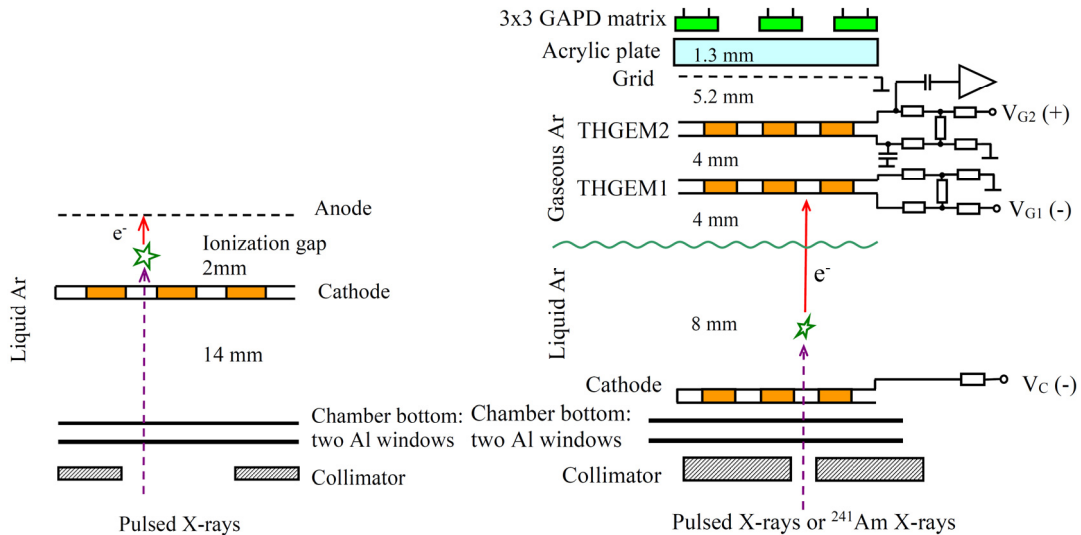 Anode
e-
Ionization gap
2mm
Cathode
Liquid Ar
14 mm
Chamber bottom:
two Al windows
Collimator
Pulsed X-rays
3x3 GAPD matrix
Acrylic plate
1.3 mm
Grid
5.2 mm
THGEM2
VG2 (+)
4 mm
Gaseous Ar
THGEM1
VG1 (-)
4 mm
e-
Liquid Ar
8 mm
Cathode
VC (-)
Chamber bottom:
two Al windows
Collimator
Pulsed X-rays or 241Am X-rays